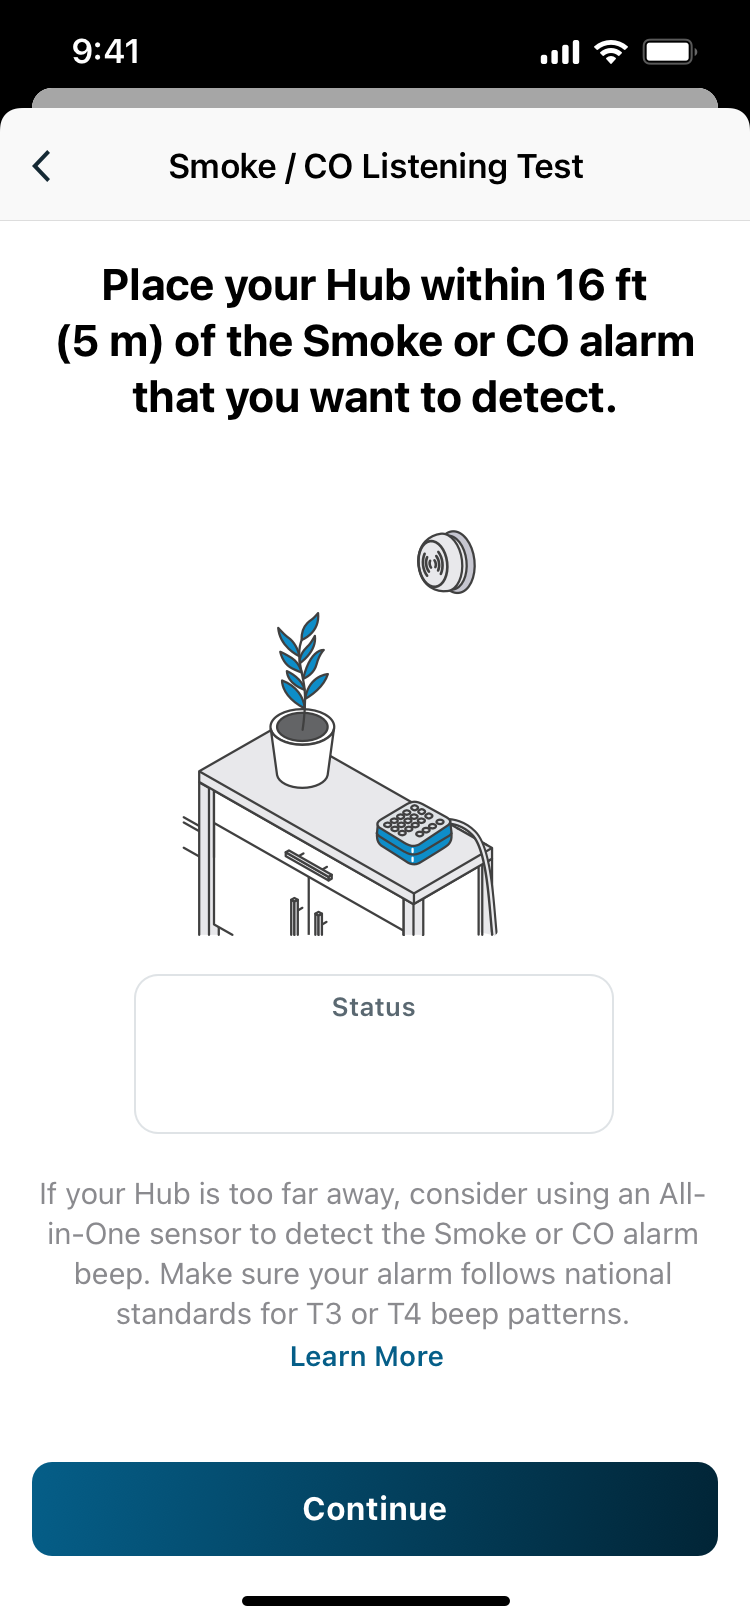 9:41
Smoke / CO Listening Test
Place your Hub within 16 ft
(5 m) of the Smoke or CO alarm
that you want to detect.
Status
If your Hub is too far away, consider using an All-
in-One sensor to detect the Smoke or CO alarm
beep. Make sure your alarm follows national
standards for T3 or T4 beep patterns.
Learn More
Continue